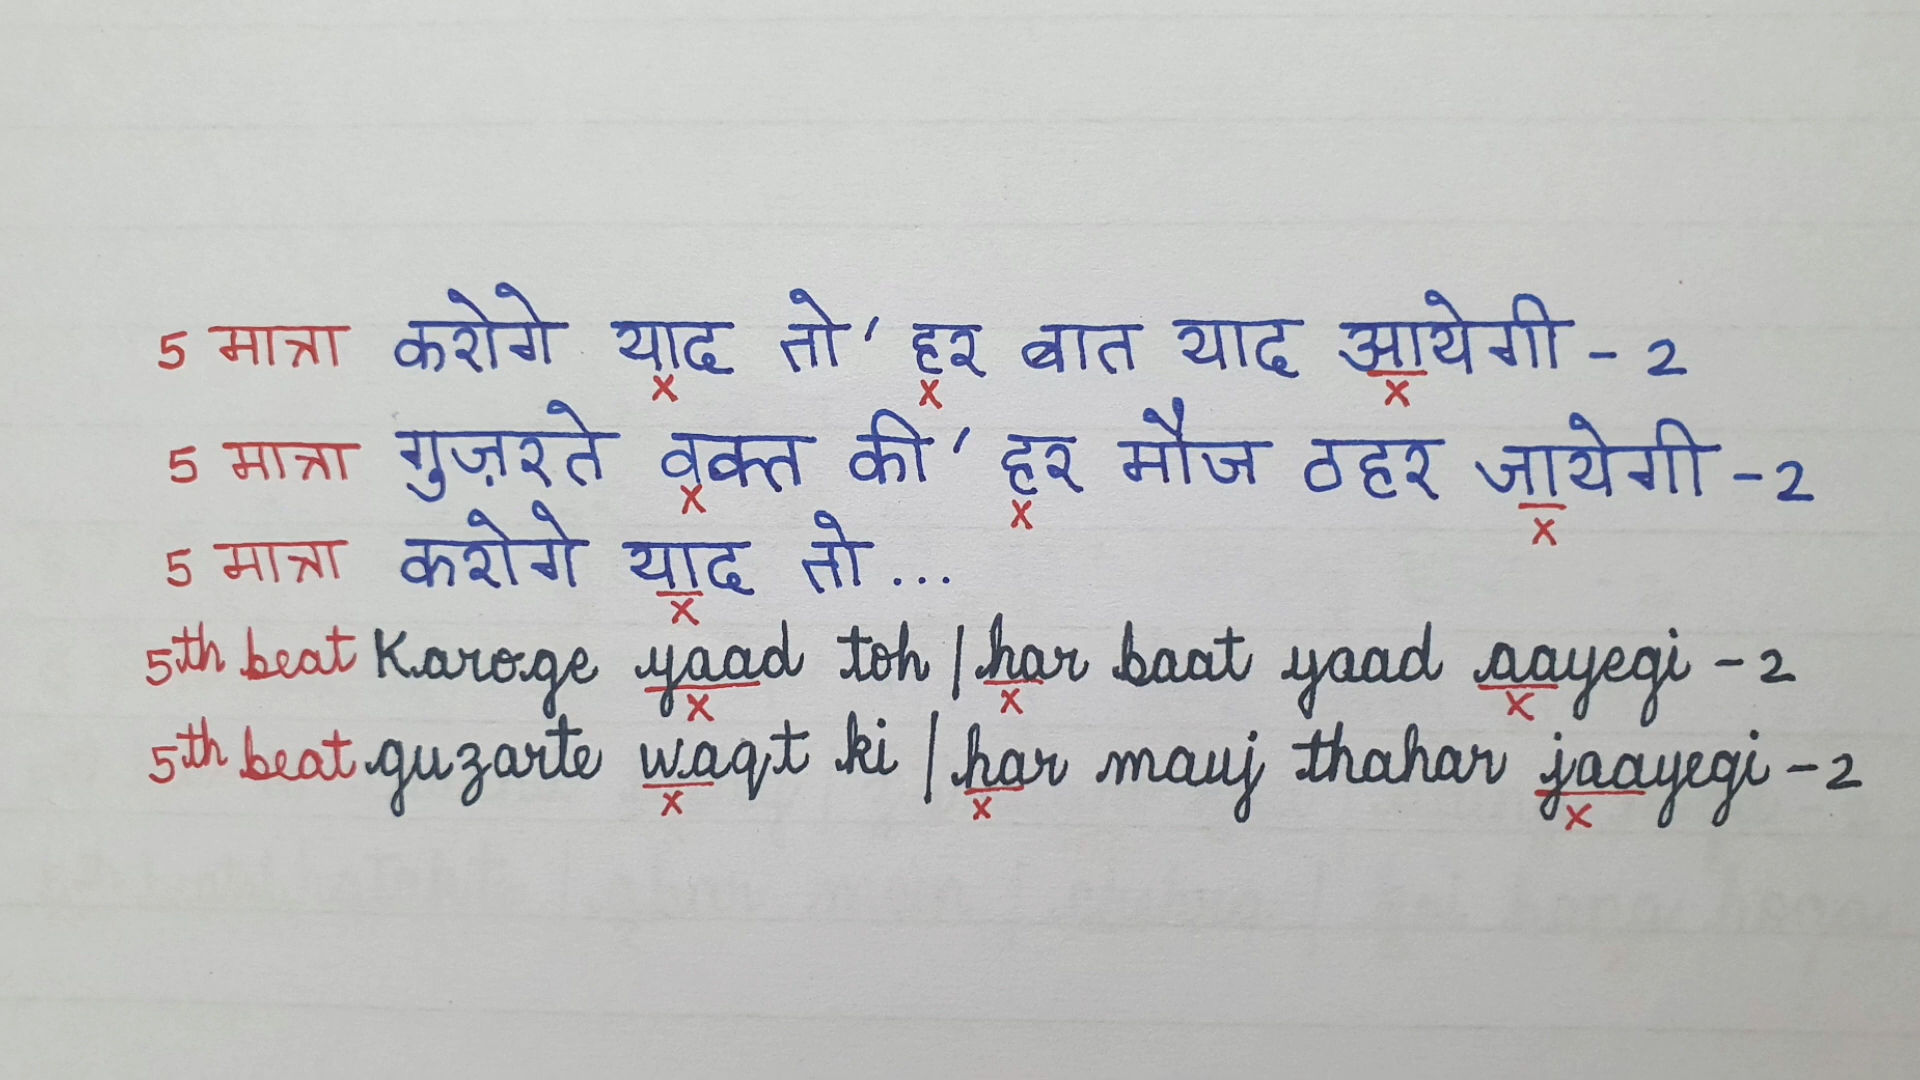 5 मात्रा करोगे याद तो' हर बात याद आयेगी - 2
x x x
5 मात्रा गुज़रते वक्त की' हर मौज ठहर जायेगी - 2
x x x
5 मात्रा करोगे याद तो...
x
5th beat Karoge yaad toh | har baat yaad aayegi - 2
x x x
5th beat guzarte waqt ki | har mauj thahar jaayegi - 2
x x x